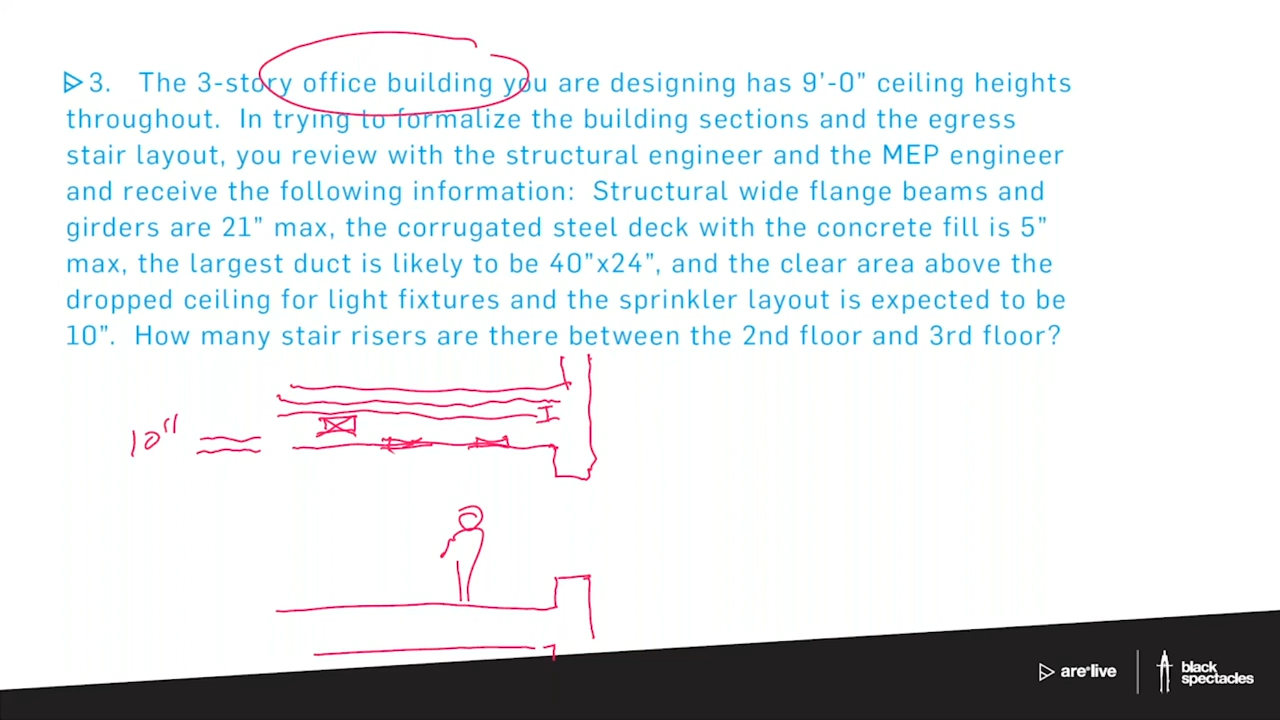 3. The 3-story office building you are designing has 9’-0” ceiling heights
throughout. In trying to formalize the building sections and the egress
stair layout, you review with the structural engineer and the MEP engineer
and receive the following information: Structural wide flange beams and
girders are 21” max, the corrugated steel deck with the concrete fill is 5”
max, the largest duct is likely to be 40”x24”, and the clear area above the
dropped ceiling for light fixtures and the sprinkler layout is expected to be
10”. How many stair risers are there between the 2nd floor and 3rd floor?
10"
are live
black
spectacles